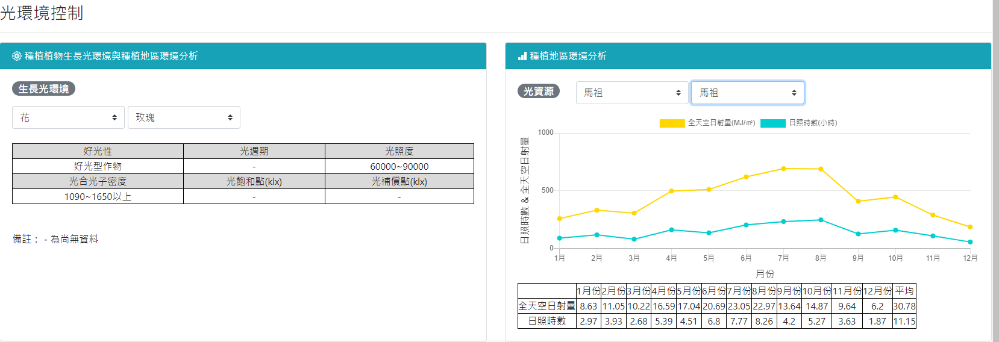 光環境控制
種植植物生長光環境與種植地區環境分析
生長光環境
花 玫瑰
好光性 光週期 光照度
好光型作物 - 60000~90000
光合光子密度 光飽和點(klx) 光補償點(klx)
1090~1650以上 - -
備註： - 為尚無資料
種植地區環境分析
光資源 馬祖 馬祖
全天空日射量(MJ/㎡) 日照時數(小時)
日照時數 & 全天空日射量
1000
500
0
1月 2月 3月 4月 5月 6月 7月 8月 9月 10月 11月 12月
月份
1月份 2月份 3月份 4月份 5月份 6月份 7月份 8月份 9月份 10月份 11月份 12月份 平均
全天空日射量 8.63 11.05 10.22 16.59 17.04 20.69 23.05 22.97 13.64 14.87 9.64 6.2 30.78
日照時數 2.97 3.93 2.68 5.39 4.51 6.8 7.77 8.26 4.2 5.27 3.63 1.87 11.15